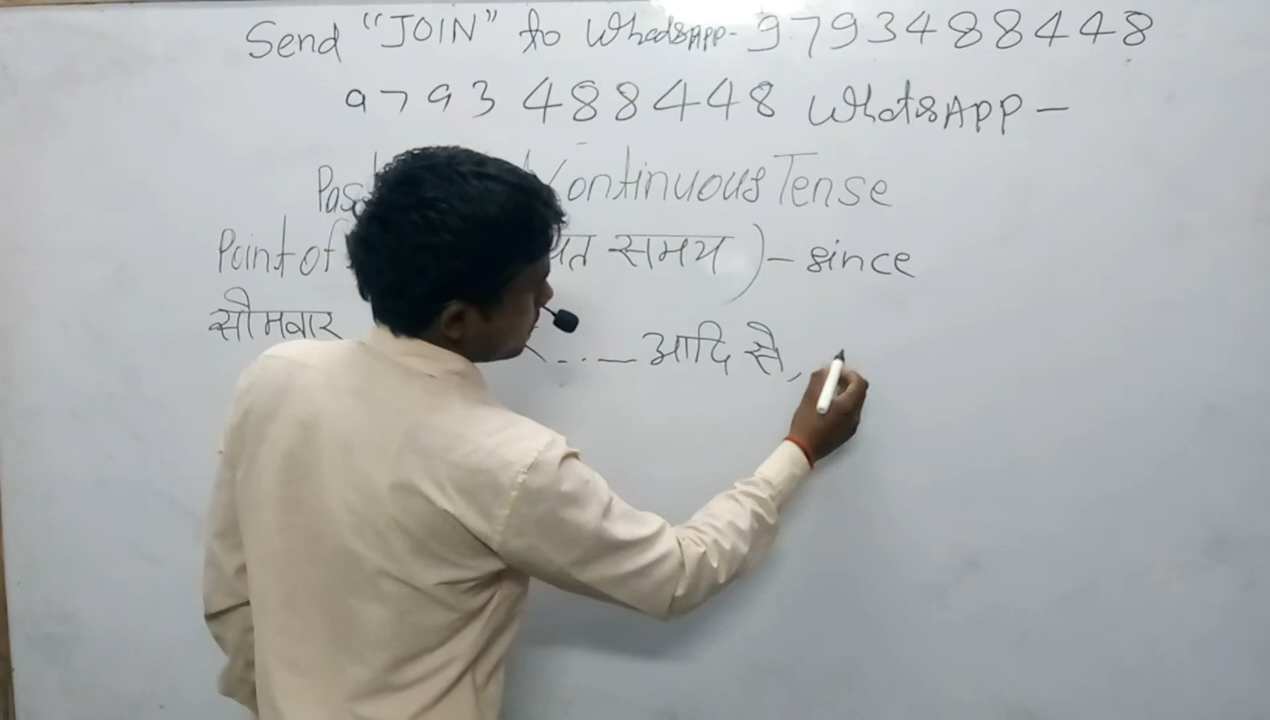 Send "JOIN" to WhatsApp- 9793488448
9793 488448 WhatsApp-
Continuous Tense
Point of समय)- since
सोमवार ... आदि से,